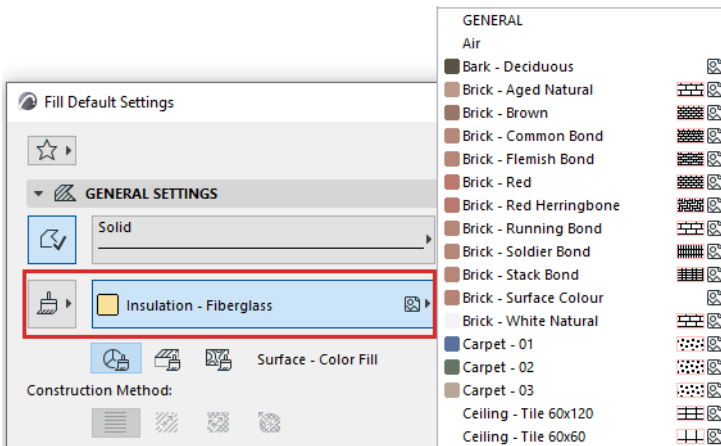 Fill Default Settings
GENERAL SETTINGS
Solid
Insulation - Fiberglass
Surface - Color Fill
Construction Method:
GENERAL
Air
Bark - Deciduous
Brick - Aged Natural
Brick - Brown
Brick - Common Bond
Brick - Flemish Bond
Brick - Red
Brick - Red Herringbone
Brick - Running Bond
Brick - Soldier Bond
Brick - Stack Bond
Brick - Surface Colour
Brick - White Natural
Carpet - 01
Carpet - 02
Carpet - 03
Ceiling - Tile 60x120
Ceiling - Tile 60x60